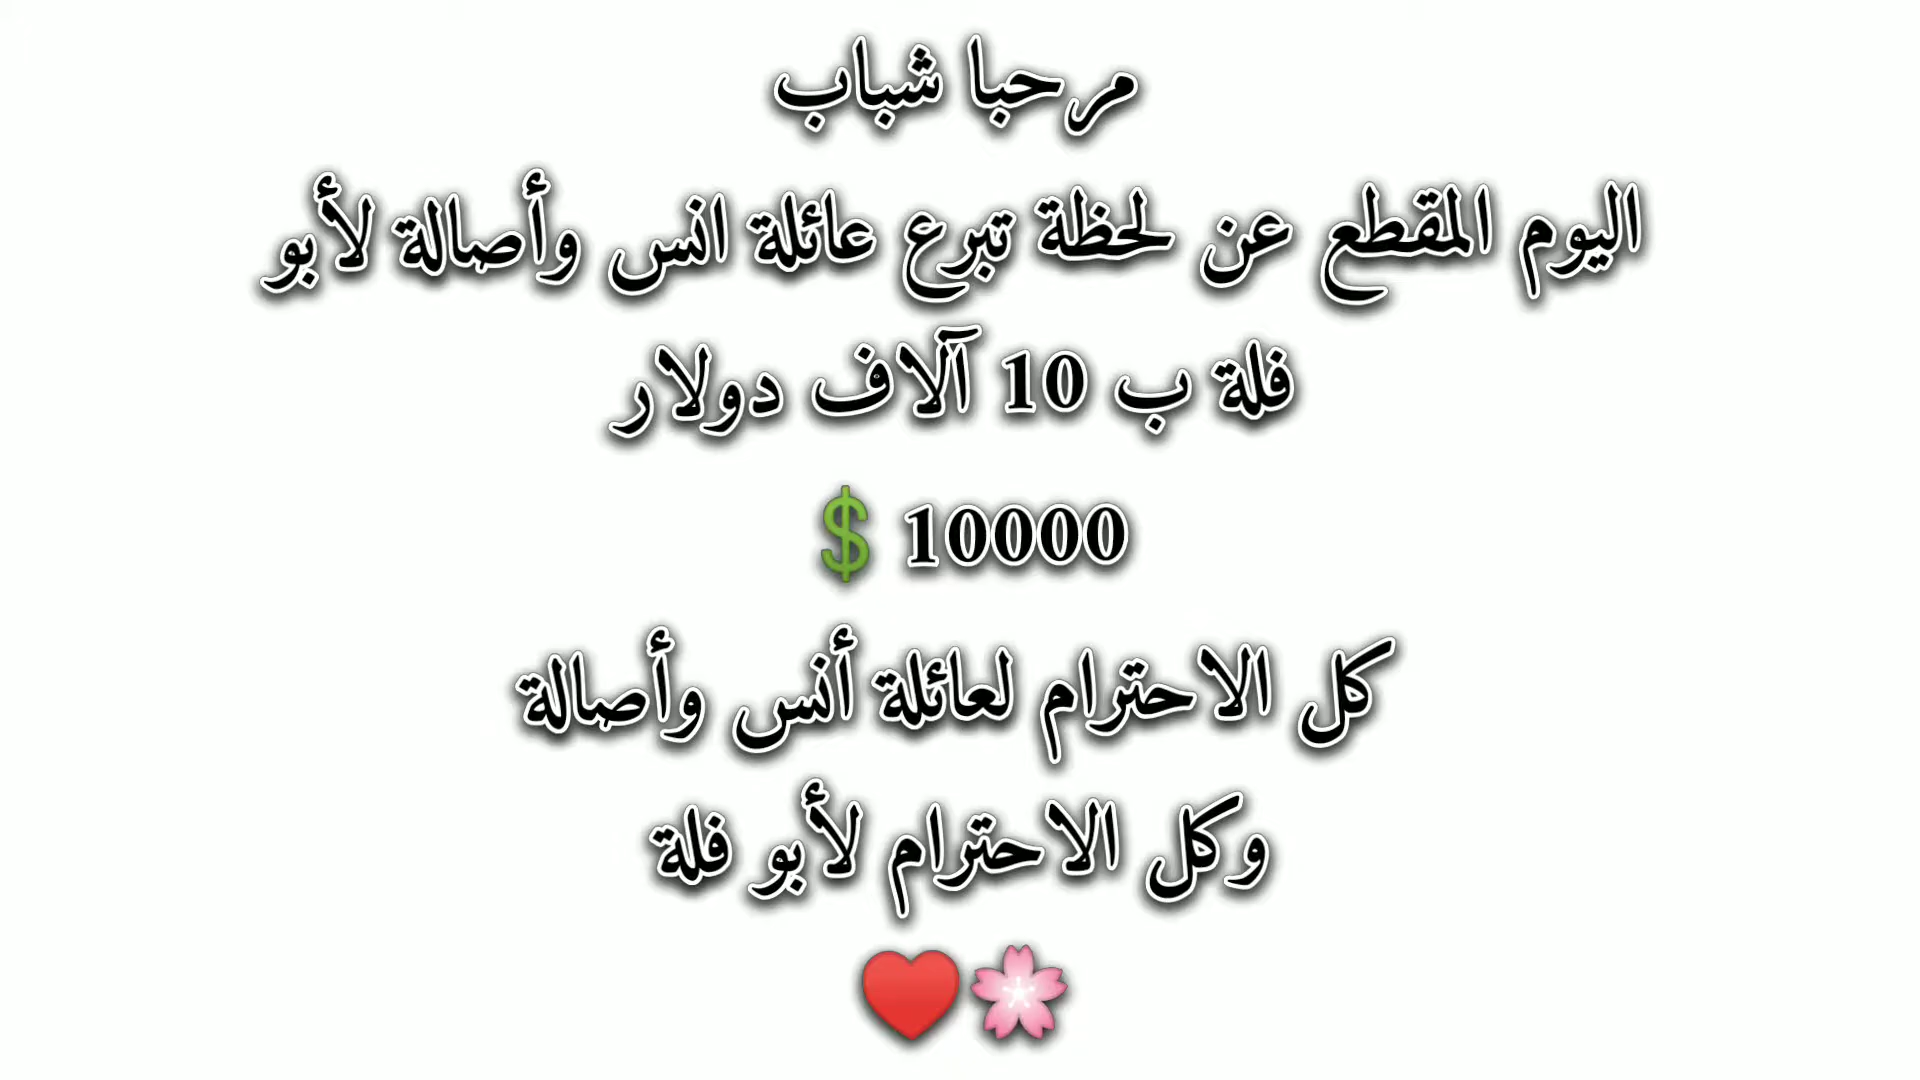 مرحبا شباب
اليوم المقطع عن لحظة تبرع عائلة انس وأصالة لأبو
فلة ب 10 آلاف دولار
10000 💲
كل الاحترام لعائلة أنس وأصالة
وكل الاحترام لأبو فلة
🌸♥️